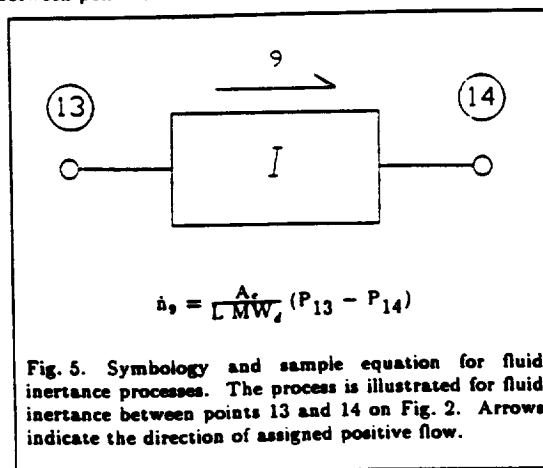 9
13
14
I
ṅ₉ = A_c / (L MW_d) (P₁₃ − P₁₄)
Fig. 5. Symbology and sample equation for fluid
inertance processes. The process is illustrated for fluid
inertance between points 13 and 14 on Fig. 2. Arrows
indicate the direction of assigned positive flow.